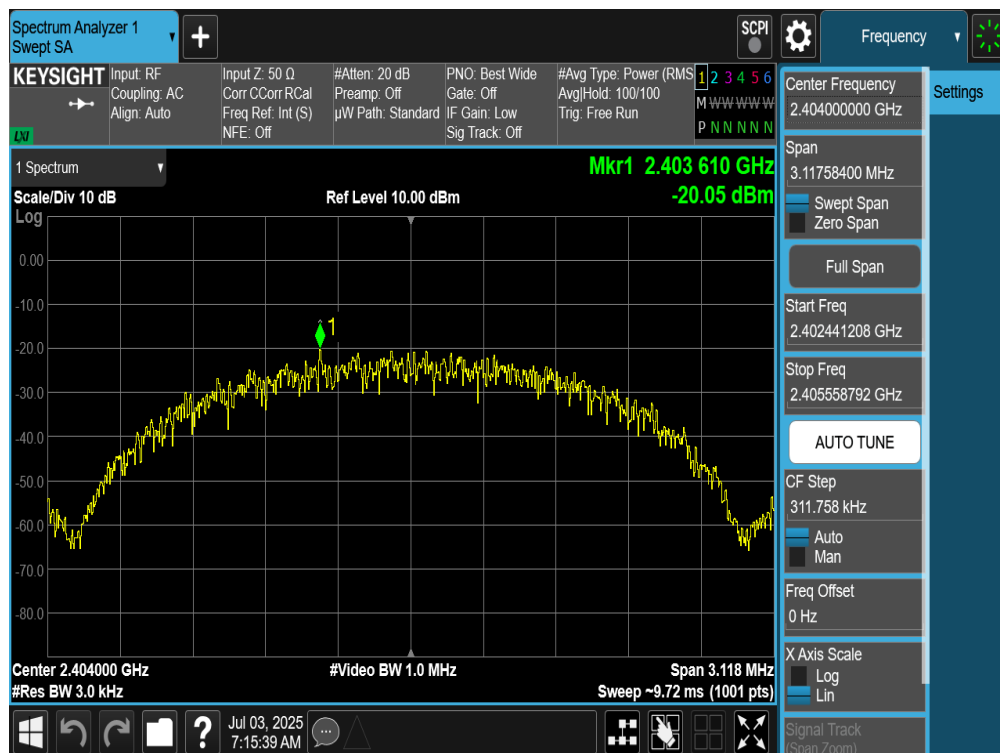 Spectrum Analyzer 1
Swept SA
+
SCPI
Frequency
KEYSIGHT
LXI
Input: RF
Coupling: AC
Align: Auto
Input Z: 50 Ω
Corr CCorr RCal
Freq Ref: Int (S)
NFE: Off
#Atten: 20 dB
Preamp: Off
µW Path: Standard
PNO: Best Wide
Gate: Off
IF Gain: Low
Sig Track: Off
#Avg Type: Power (RMS
Avg|Hold: 100/100
Trig: Free Run
1 2 3 4 5 6
M W W W W W W
P N N N N N N
1 Spectrum
Mkr1 2.403 610 GHz
-20.05 dBm
Scale/Div 10 dB
Ref Level 10.00 dBm
Log
0.00
-10.0
-20.0
-30.0
-40.0
-50.0
-60.0
-70.0
-80.0
1
Center 2.404000 GHz
#Video BW 1.0 MHz
Span 3.118 MHz
#Res BW 3.0 kHz
Sweep ~9.72 ms (1001 pts)
Center Frequency
2.404000000 GHz
Settings
Span
3.11758400 MHz
Swept Span
Zero Span
Full Span
Start Freq
2.402441208 GHz
Stop Freq
2.405558792 GHz
AUTO TUNE
CF Step
311.758 kHz
Auto
Man
Freq Offset
0 Hz
X Axis Scale
Log
Lin
Signal Track
(Span Zoom)
?
Jul 03, 2025
7:15:39 AM